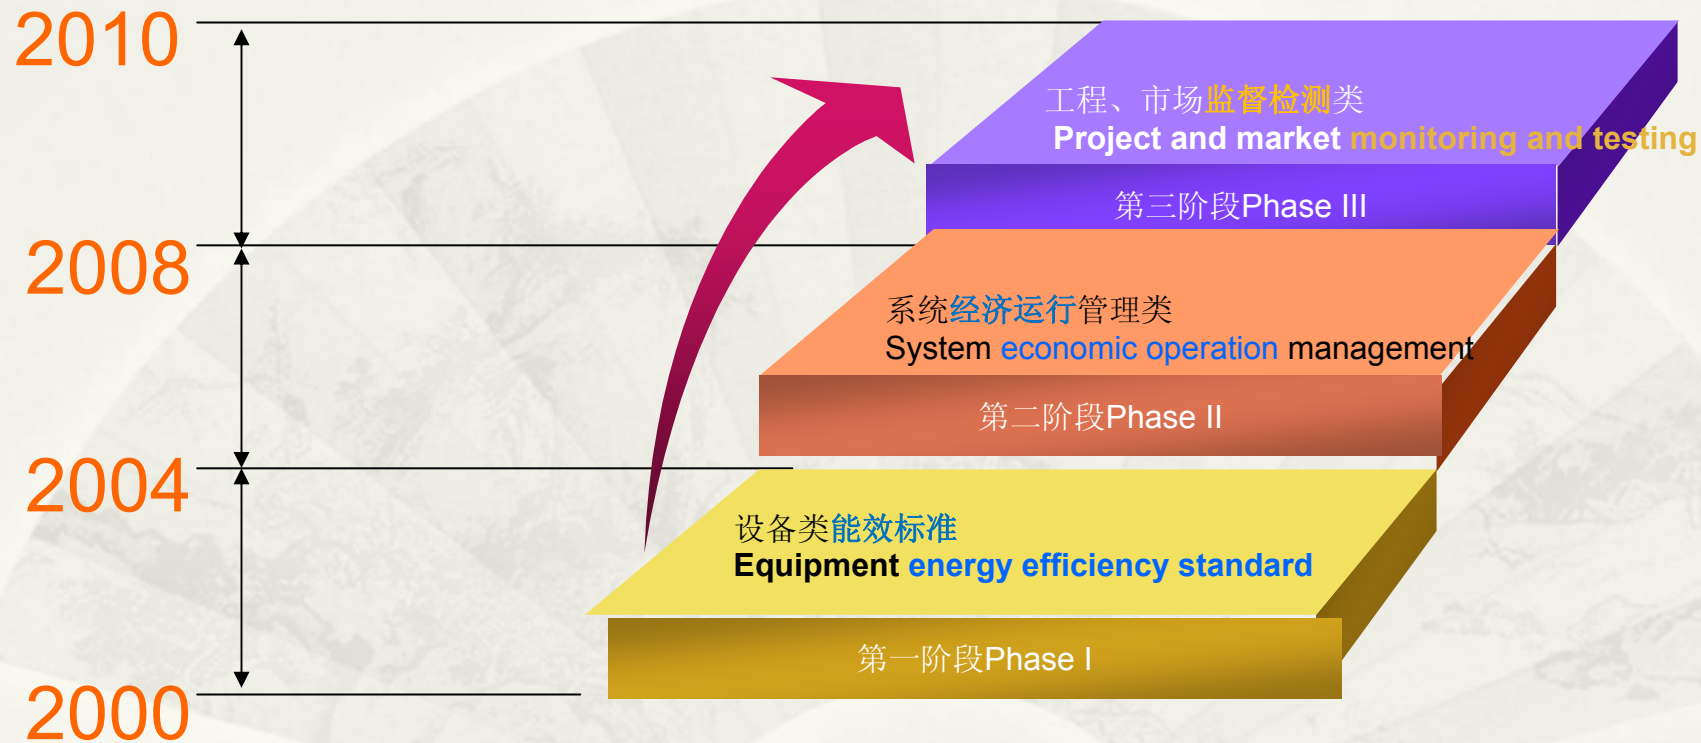 2010
工程、市场监督检测类
Project and market monitoring and testing
第三阶段Phase III
2008
系统经济运行管理类
System economic operation management
第二阶段Phase II
2004
设备类能效标准
Equipment energy efficiency standard
第一阶段Phase I
2000